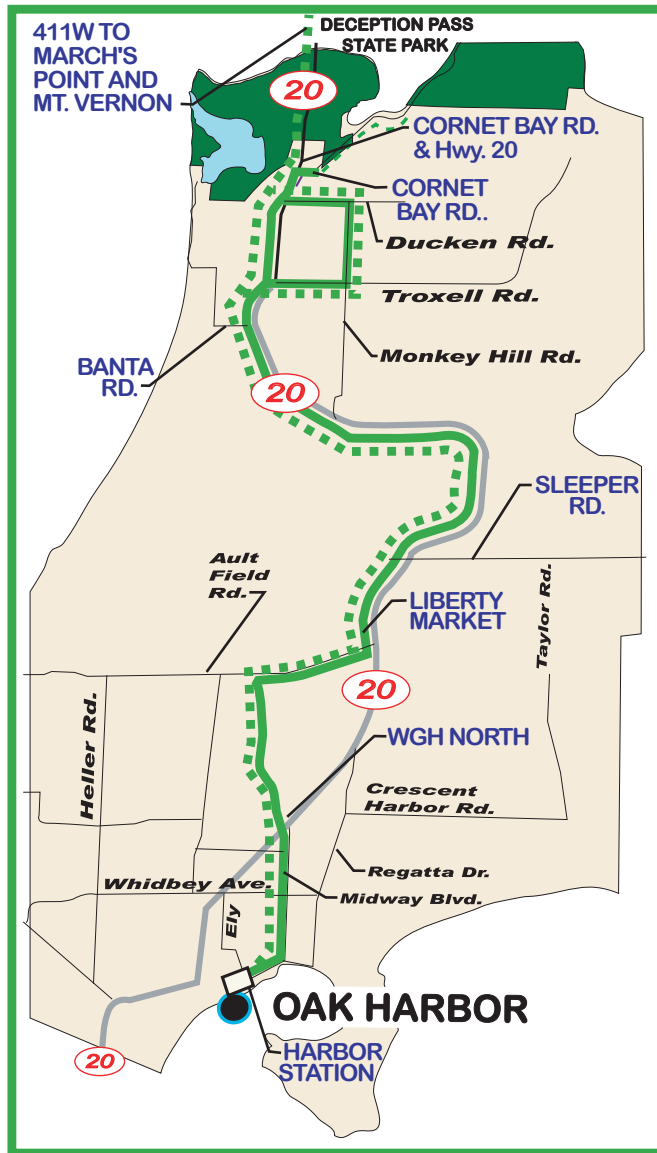 411W TO
MARCH'S
POINT AND
MT. VERNON
DECEPTION PASS
STATE PARK
20
CORNET BAY RD.
& Hwy. 20
CORNET
BAY RD..
Ducken Rd.
Troxell Rd.
BANTA
RD.
Monkey Hill Rd.
20
SLEEPER
RD.
Ault
Field
Rd.
Taylor Rd.
LIBERTY
MARKET
20
Heller Rd.
WGH NORTH
Crescent
Harbor Rd.
Regatta Dr.
Whidbey Ave.
Midway Blvd.
Ely
OAK HARBOR
HARBOR
STATION
20